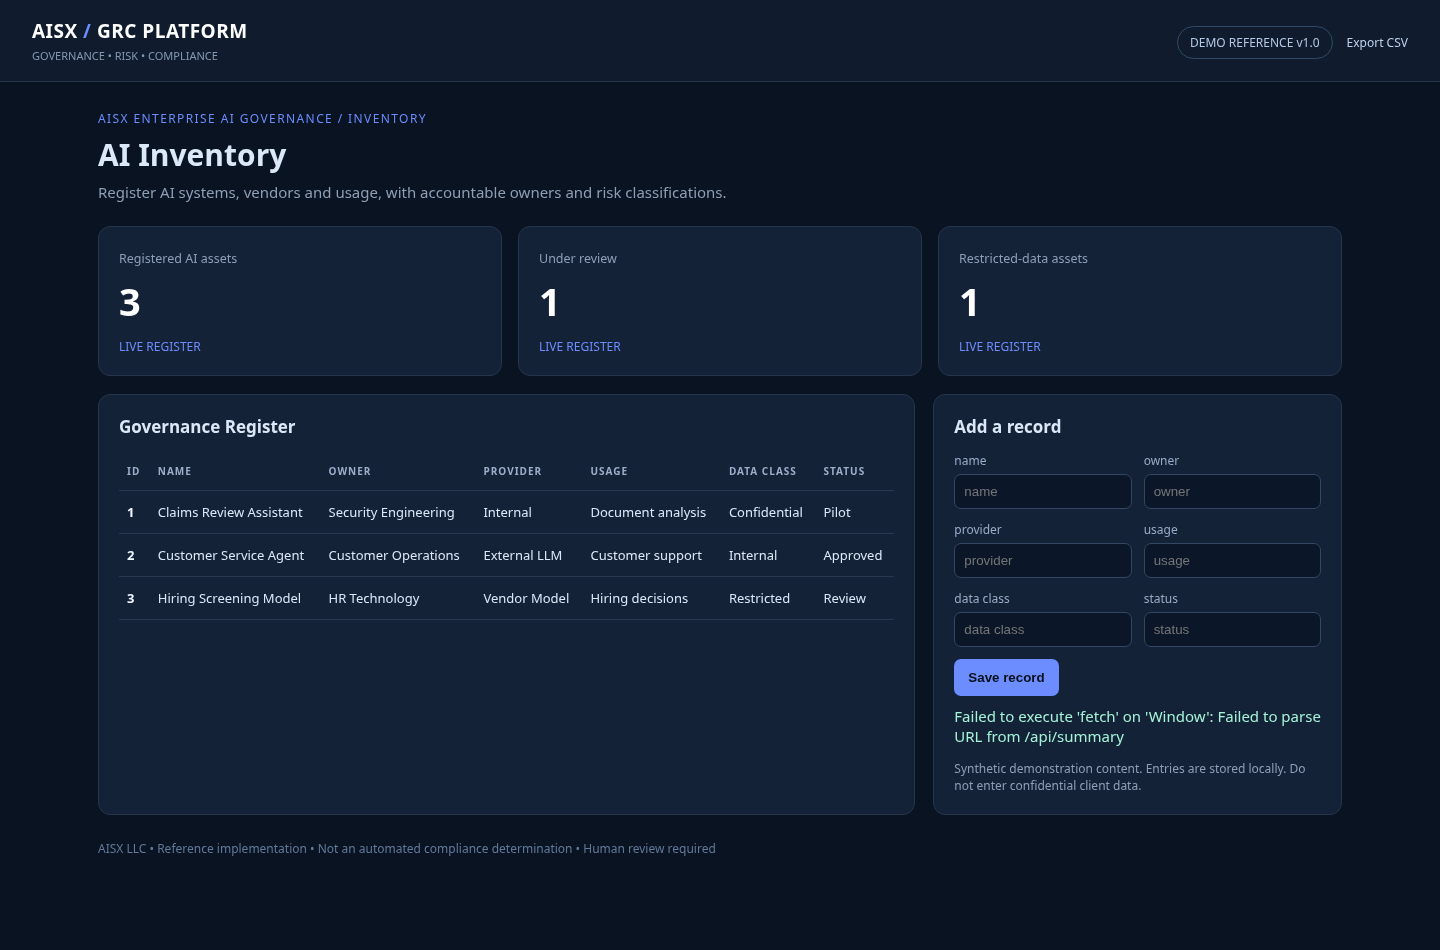 AISX / GRC PLATFORM
GOVERNANCE • RISK • COMPLIANCE
DEMO REFERENCE v1.0
Export CSV
AISX ENTERPRISE AI GOVERNANCE / INVENTORY
AI Inventory
Register AI systems, vendors and usage, with accountable owners and risk classifications.
Registered AI assets
3
LIVE REGISTER
Under review
1
LIVE REGISTER
Restricted-data assets
1
LIVE REGISTER
Governance Register
ID NAME OWNER PROVIDER USAGE DATA CLASS STATUS
1 Claims Review Assistant Security Engineering Internal Document analysis Confidential Pilot
2 Customer Service Agent Customer Operations External LLM Customer support Internal Approved
3 Hiring Screening Model HR Technology Vendor Model Hiring decisions Restricted Review
Add a record
name owner
name owner
provider usage
provider usage
data class status
data class status
Save record
Failed to execute 'fetch' on 'Window': Failed to parse
URL from /api/summary
Synthetic demonstration content. Entries are stored locally. Do
not enter confidential client data.
AISX LLC • Reference implementation • Not an automated compliance determination • Human review required